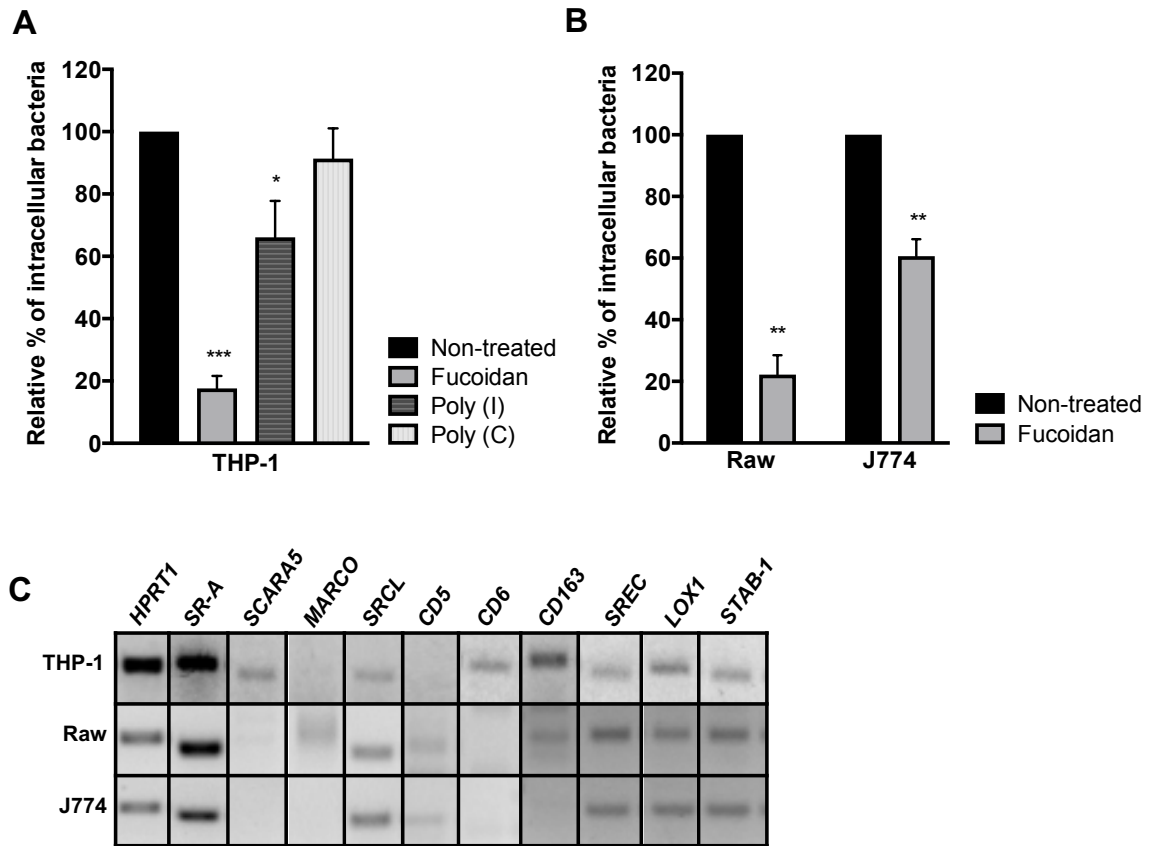 A
Relative % of intracellular bacteria
120
100
80
60
40
20
0
***
*
THP-1
Non-treated
Fucoidan
Poly (I)
Poly (C)
B
Relative % of intracellular bacteria
120
100
80
60
40
20
0
**
**
Raw J774
Non-treated
Fucoidan
C
HPRT1 SR-A SCARA5 MARCO SRCL CD5 CD6 CD163 SREC LOX1 STAB-1
THP-1
Raw
J774